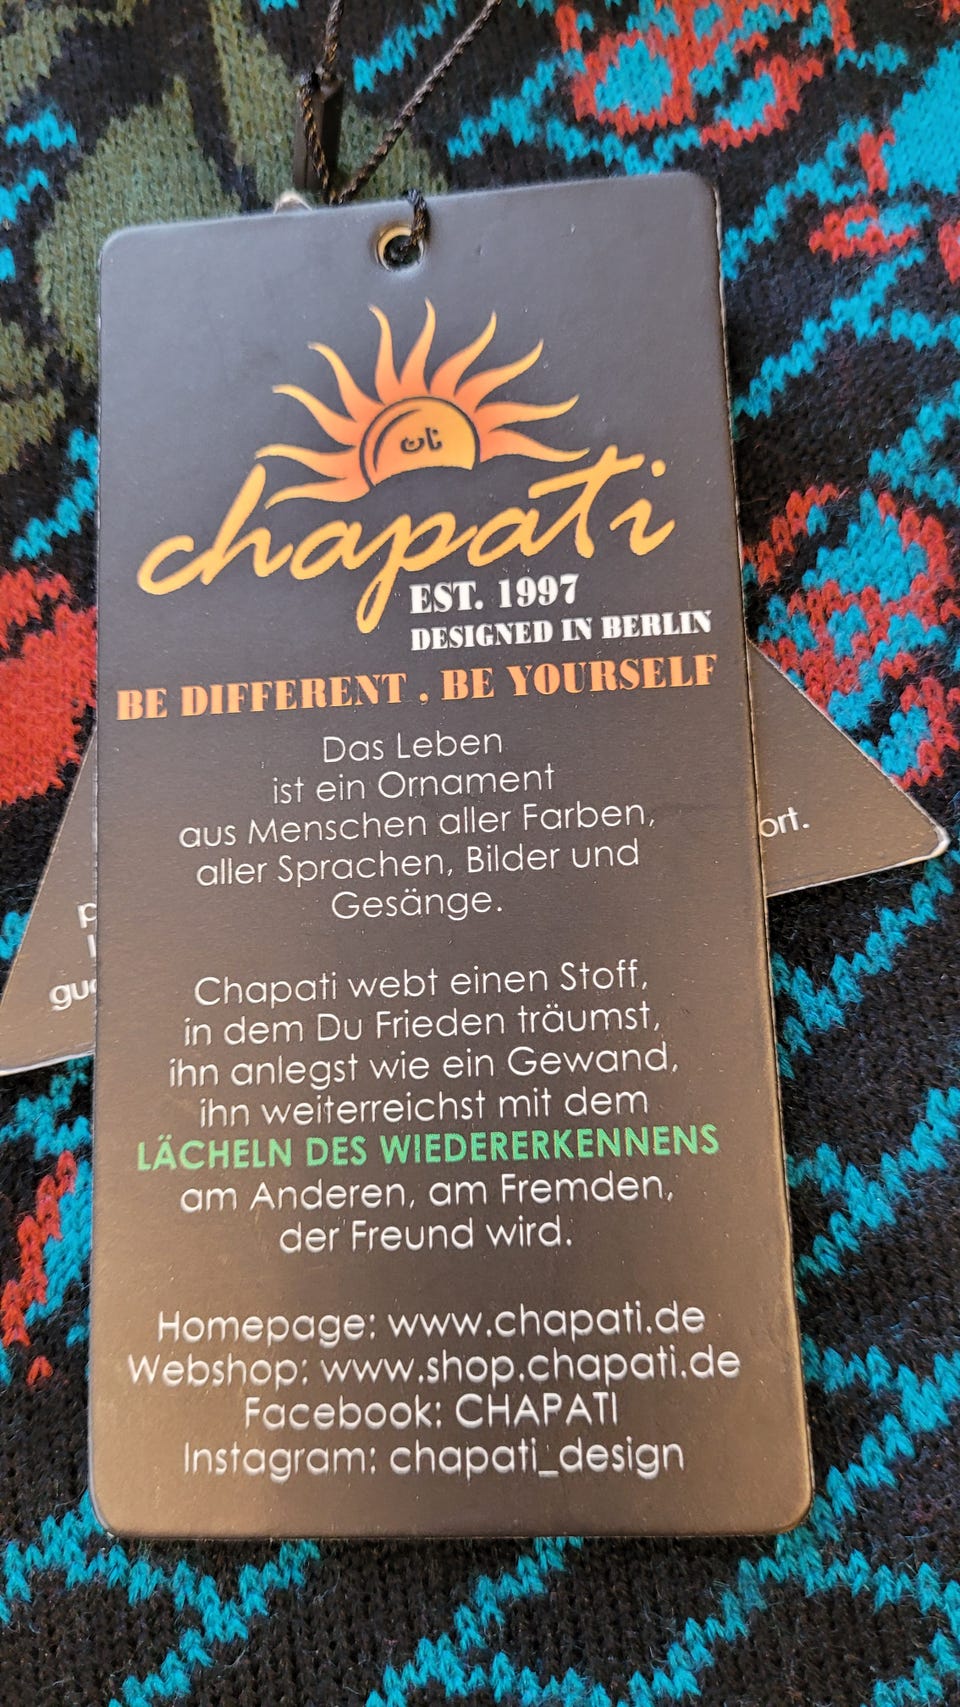 نان
chapati
EST. 1997
DESIGNED IN BERLIN
BE DIFFERENT . BE YOURSELF
Das Leben
ist ein Ornament
aus Menschen aller Farben,
aller Sprachen, Bilder und
Gesänge.
Chapati webt einen Stoff,
in dem Du Frieden träumst,
ihn anlegst wie ein Gewand,
ihn weiterreichst mit dem
LÄCHELN DES WIEDERERKENNENS
am Anderen, am Fremden,
der Freund wird.
Homepage: www.chapati.de
Webshop: www.shop.chapati.de
Facebook: CHAPATI
Instagram: chapati_design